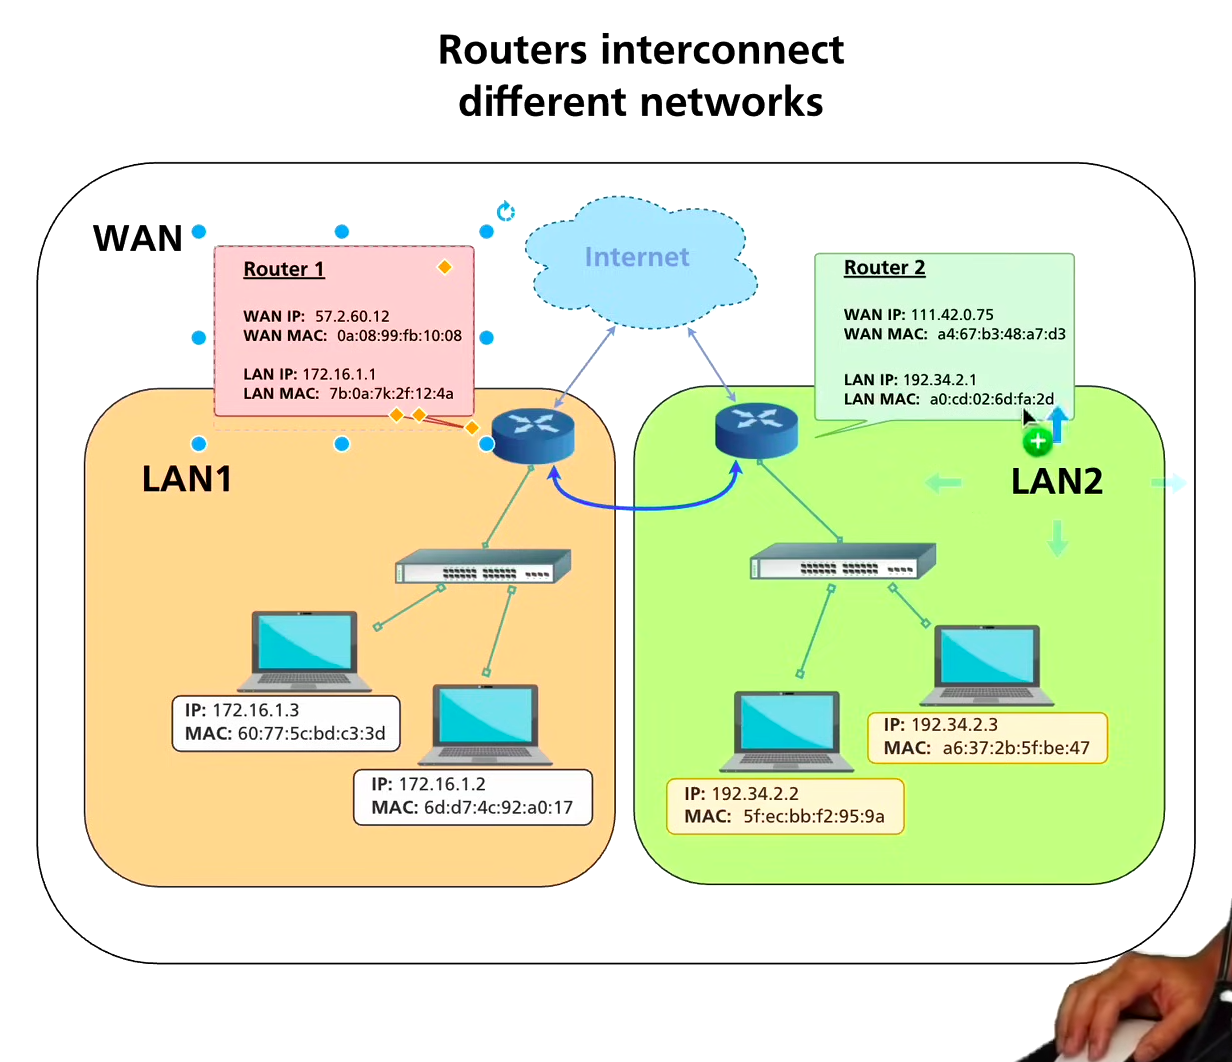 Routers interconnect
different networks
WAN
Internet
Router 1
WAN IP: 57.2.60.12
WAN MAC: 0a:08:99:fb:10:08
LAN IP: 172.16.1.1
LAN MAC: 7b:0a:7k:2f:12:4a
Router 2
WAN IP: 111.42.0.75
WAN MAC: a4:67:b3:48:a7:d3
LAN IP: 192.34.2.1
LAN MAC: a0:cd:02:6d:fa:2d
LAN1
LAN2
IP: 172.16.1.3
MAC: 60:77:5c:bd:c3:3d
IP: 172.16.1.2
MAC: 6d:d7:4c:92:a0:17
IP: 192.34.2.3
MAC: a6:37:2b:5f:be:47
IP: 192.34.2.2
MAC: 5f:ec:bb:f2:95:9a